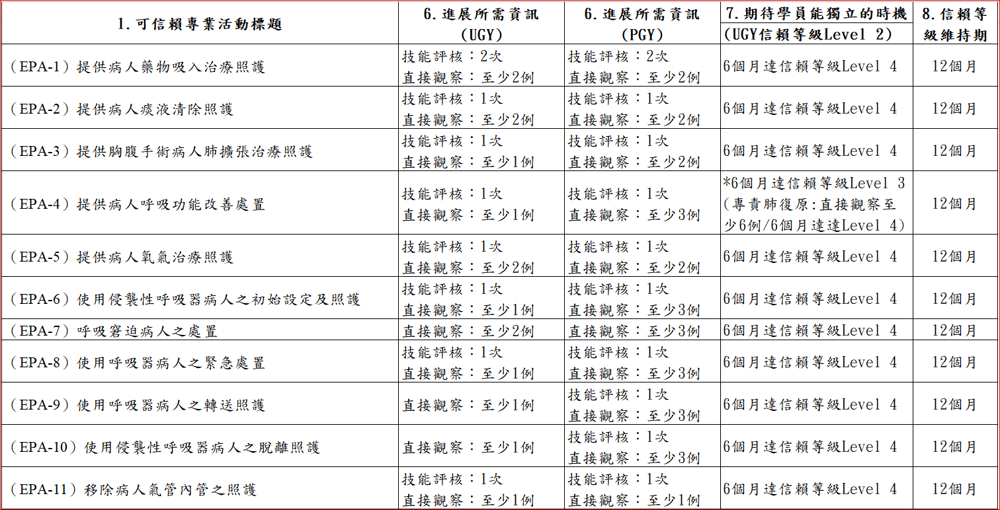 1.可信賴專業活動標題
6.進展所需資訊
(UGY)
6.進展所需資訊
(PGY)
7.期待學員能獨立的時機
(UGY信賴等級Level 2)
8.信賴等
級維持期
（EPA-1）提供病人藥物吸入治療照護
技能評核：2次
直接觀察：至少2例
技能評核：2次
直接觀察：至少2例
6個月達信賴等級Level 4
12個月
（EPA-2）提供病人痰液清除照護
技能評核：1次
直接觀察：至少2例
技能評核：1次
直接觀察：至少2例
6個月達信賴等級Level 4
12個月
（EPA-3）提供胸腹手術病人肺擴張治療照護
技能評核：1次
直接觀察：至少1例
技能評核：1次
直接觀察：至少2例
6個月達信賴等級Level 4
12個月
（EPA-4）提供病人呼吸功能改善處置
技能評核：1次
直接觀察：至少1例
技能評核：1次
直接觀察：至少3例
*6個月達信賴等級Level 3
(專責肺復原:直接觀察至
少6例/6個月達達Level 4)
12個月
（EPA-5）提供病人氧氣治療照護
技能評核：1次
直接觀察：至少2例
技能評核：1次
直接觀察：至少2例
6個月達信賴等級Level 4
12個月
（EPA-6）使用侵襲性呼吸器病人之初始設定及照護
技能評核：1次
直接觀察：至少1例
技能評核：1次
直接觀察：至少3例
6個月達信賴等級Level 4
12個月
（EPA-7）呼吸窘迫病人之處置
直接觀察：至少2例
直接觀察：至少3例
6個月達信賴等級Level 4
12個月
（EPA-8）使用呼吸器病人之緊急處置
技能評核：1次
直接觀察：至少1例
技能評核：1次
直接觀察：至少3例
6個月達信賴等級Level 4
12個月
（EPA-9）使用呼吸器病人之轉送照護
直接觀察：至少1例
技能評核：1次
直接觀察：至少3例
6個月達信賴等級Level 4
12個月
（EPA-10）使用侵襲性呼吸器病人之脫離照護
直接觀察：至少1例
技能評核：1次
直接觀察：至少3例
6個月達信賴等級Level 4
12個月
（EPA-11）移除病人氣管內管之照護
技能評核：1次
直接觀察：至少1例
技能評核：1次
直接觀察：至少1例
6個月達信賴等級Level 4
12個月